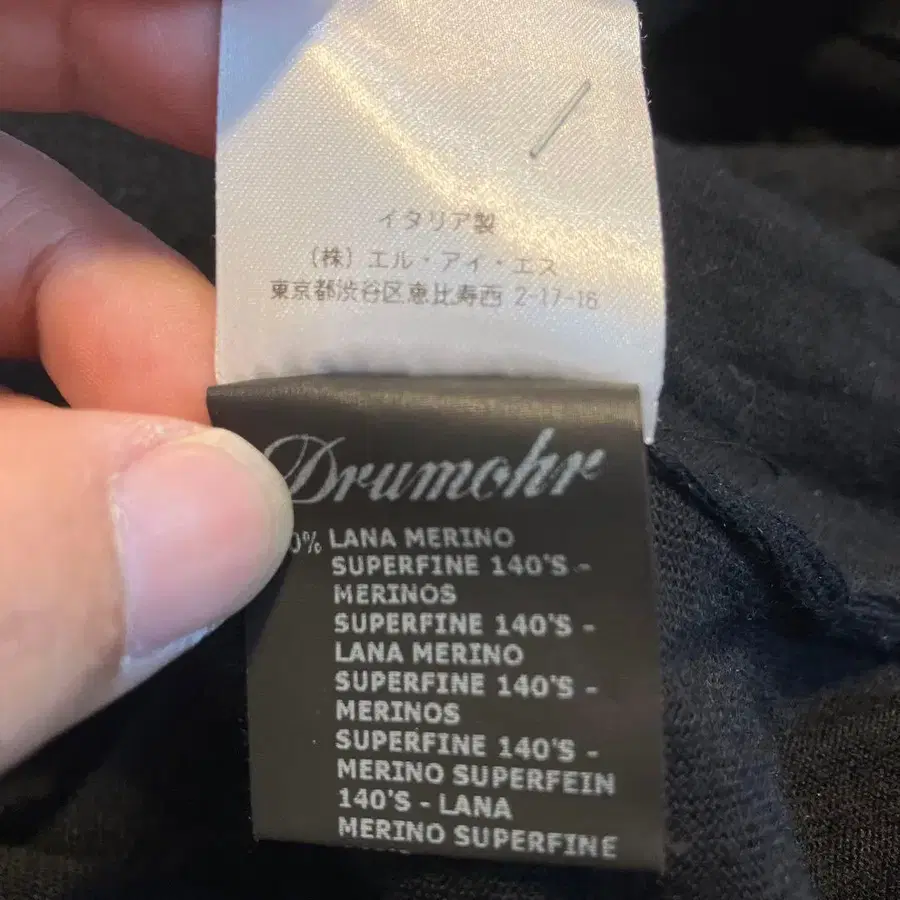 イタリア製
(株) エル・アイ・エス
東京都渋谷区恵比寿西 2-17-16
Drumohr
0% LANA MERINO
SUPERFINE 140'S -
MERINOS
SUPERFINE 140'S -
LANA MERINO
SUPERFINE 140'S -
MERINOS
SUPERFINE 140'S -
MERINO SUPERFEIN
140'S - LANA
MERINO SUPERFINE